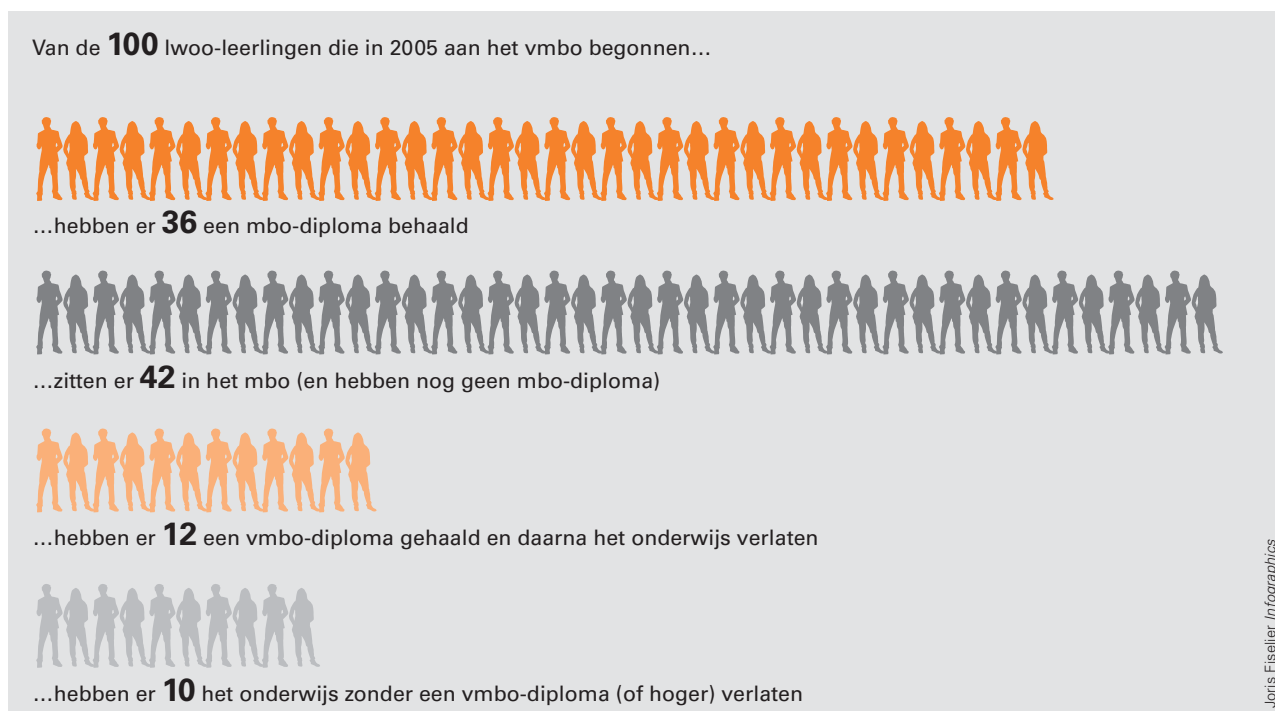 Van de 100 lwoo-leerlingen die in 2005 aan het vmbo begonnen…
…hebben er 36 een mbo-diploma behaald
…zitten er 42 in het mbo (en hebben nog geen mbo-diploma)
…hebben er 12 een vmbo-diploma gehaald en daarna het onderwijs verlaten
…hebben er 10 het onderwijs zonder een vmbo-diploma (of hoger) verlaten
Joris Fiselier Infographics